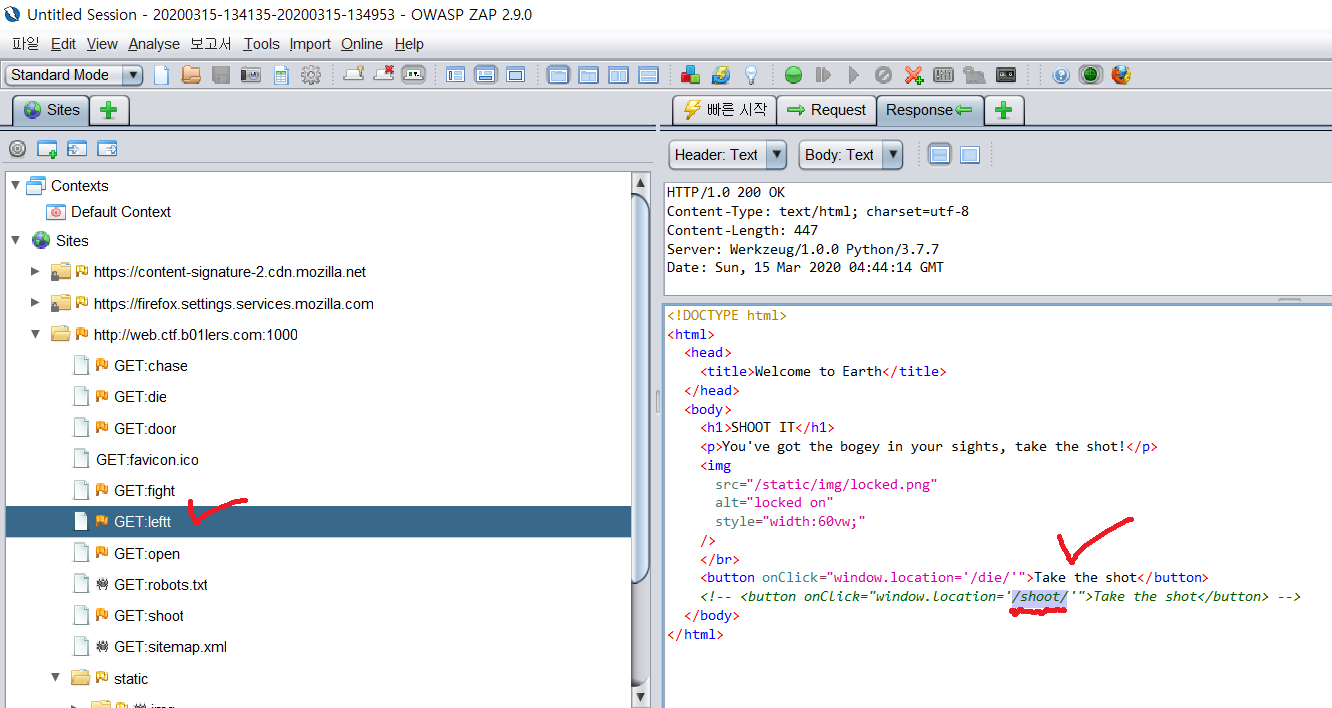 Untitled Session - 20200315-134135-20200315-134953 - OWASP ZAP 2.9.0
파일 Edit View Analyse 보고서 Tools Import Online Help
Standard Mode
Sites
빠른 시작 Request Response
Header: Text Body: Text
Contexts
Default Context
Sites
https://content-signature-2.cdn.mozilla.net
https://firefox.settings.services.mozilla.com
http://web.ctf.b01lers.com:1000
GET:chase
GET:die
GET:door
GET:favicon.ico
GET:fight
GET:leftt
GET:open
GET:robots.txt
GET:shoot
GET:sitemap.xml
static
HTTP/1.0 200 OK
Content-Type: text/html; charset=utf-8
Content-Length: 447
Server: Werkzeug/1.0.0 Python/3.7.7
Date: Sun, 15 Mar 2020 04:44:14 GMT
<!DOCTYPE html>
<html>
<head>
<title>Welcome to Earth</title>
</head>
<body>
<h1>SHOOT IT</h1>
<p>You've got the bogey in your sights, take the shot!</p>
<img
src="/static/img/locked.png"
alt="locked on"
style="width:60vw;"
/>
</br>
<button onClick="window.location='/die/'">Take the shot</button>
<!-- <button onClick="window.location='/shoot/'">Take the shot</button> -->
</body>
</html>